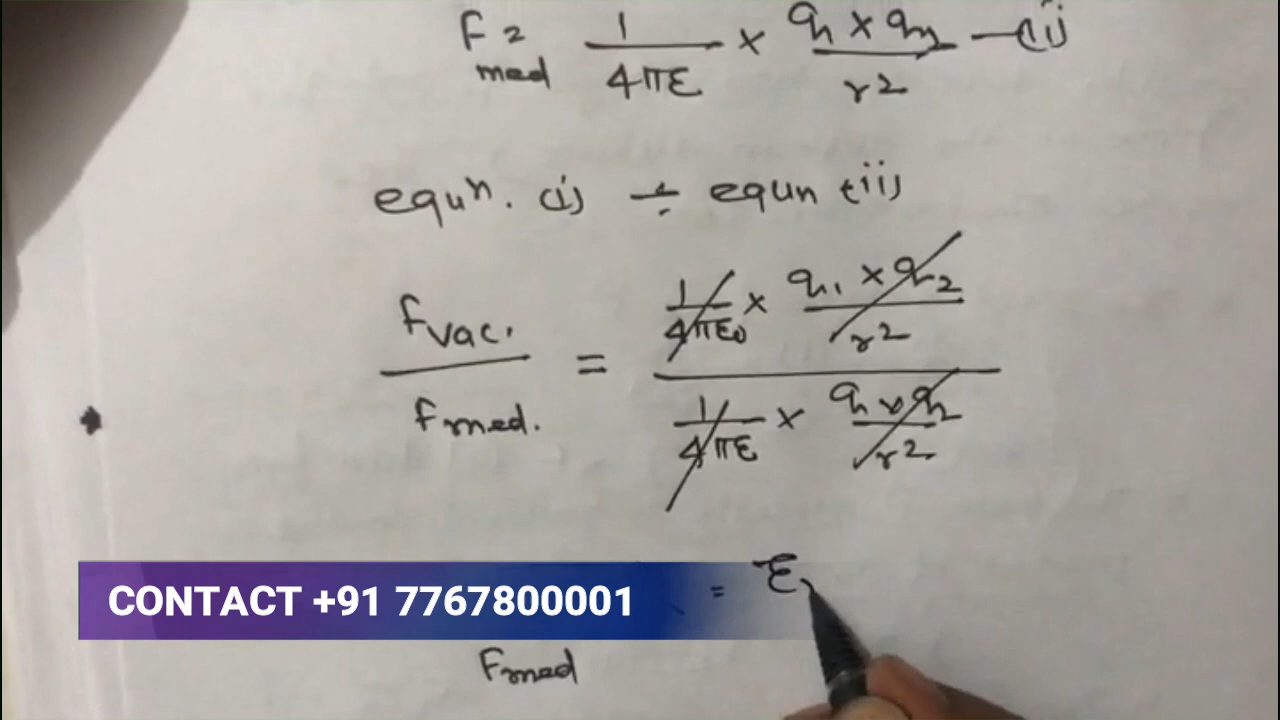 F = 1/4πε × q1 × q2/r2 —(ii)
med
equⁿ. (i) ÷ equn (ii)
Fvac. / Fmed. = 1/4πε0 × q1 × q2/r2 / 1/4πε × q1 × q2/r2
CONTACT +91 7767800001
= ε
Fmed